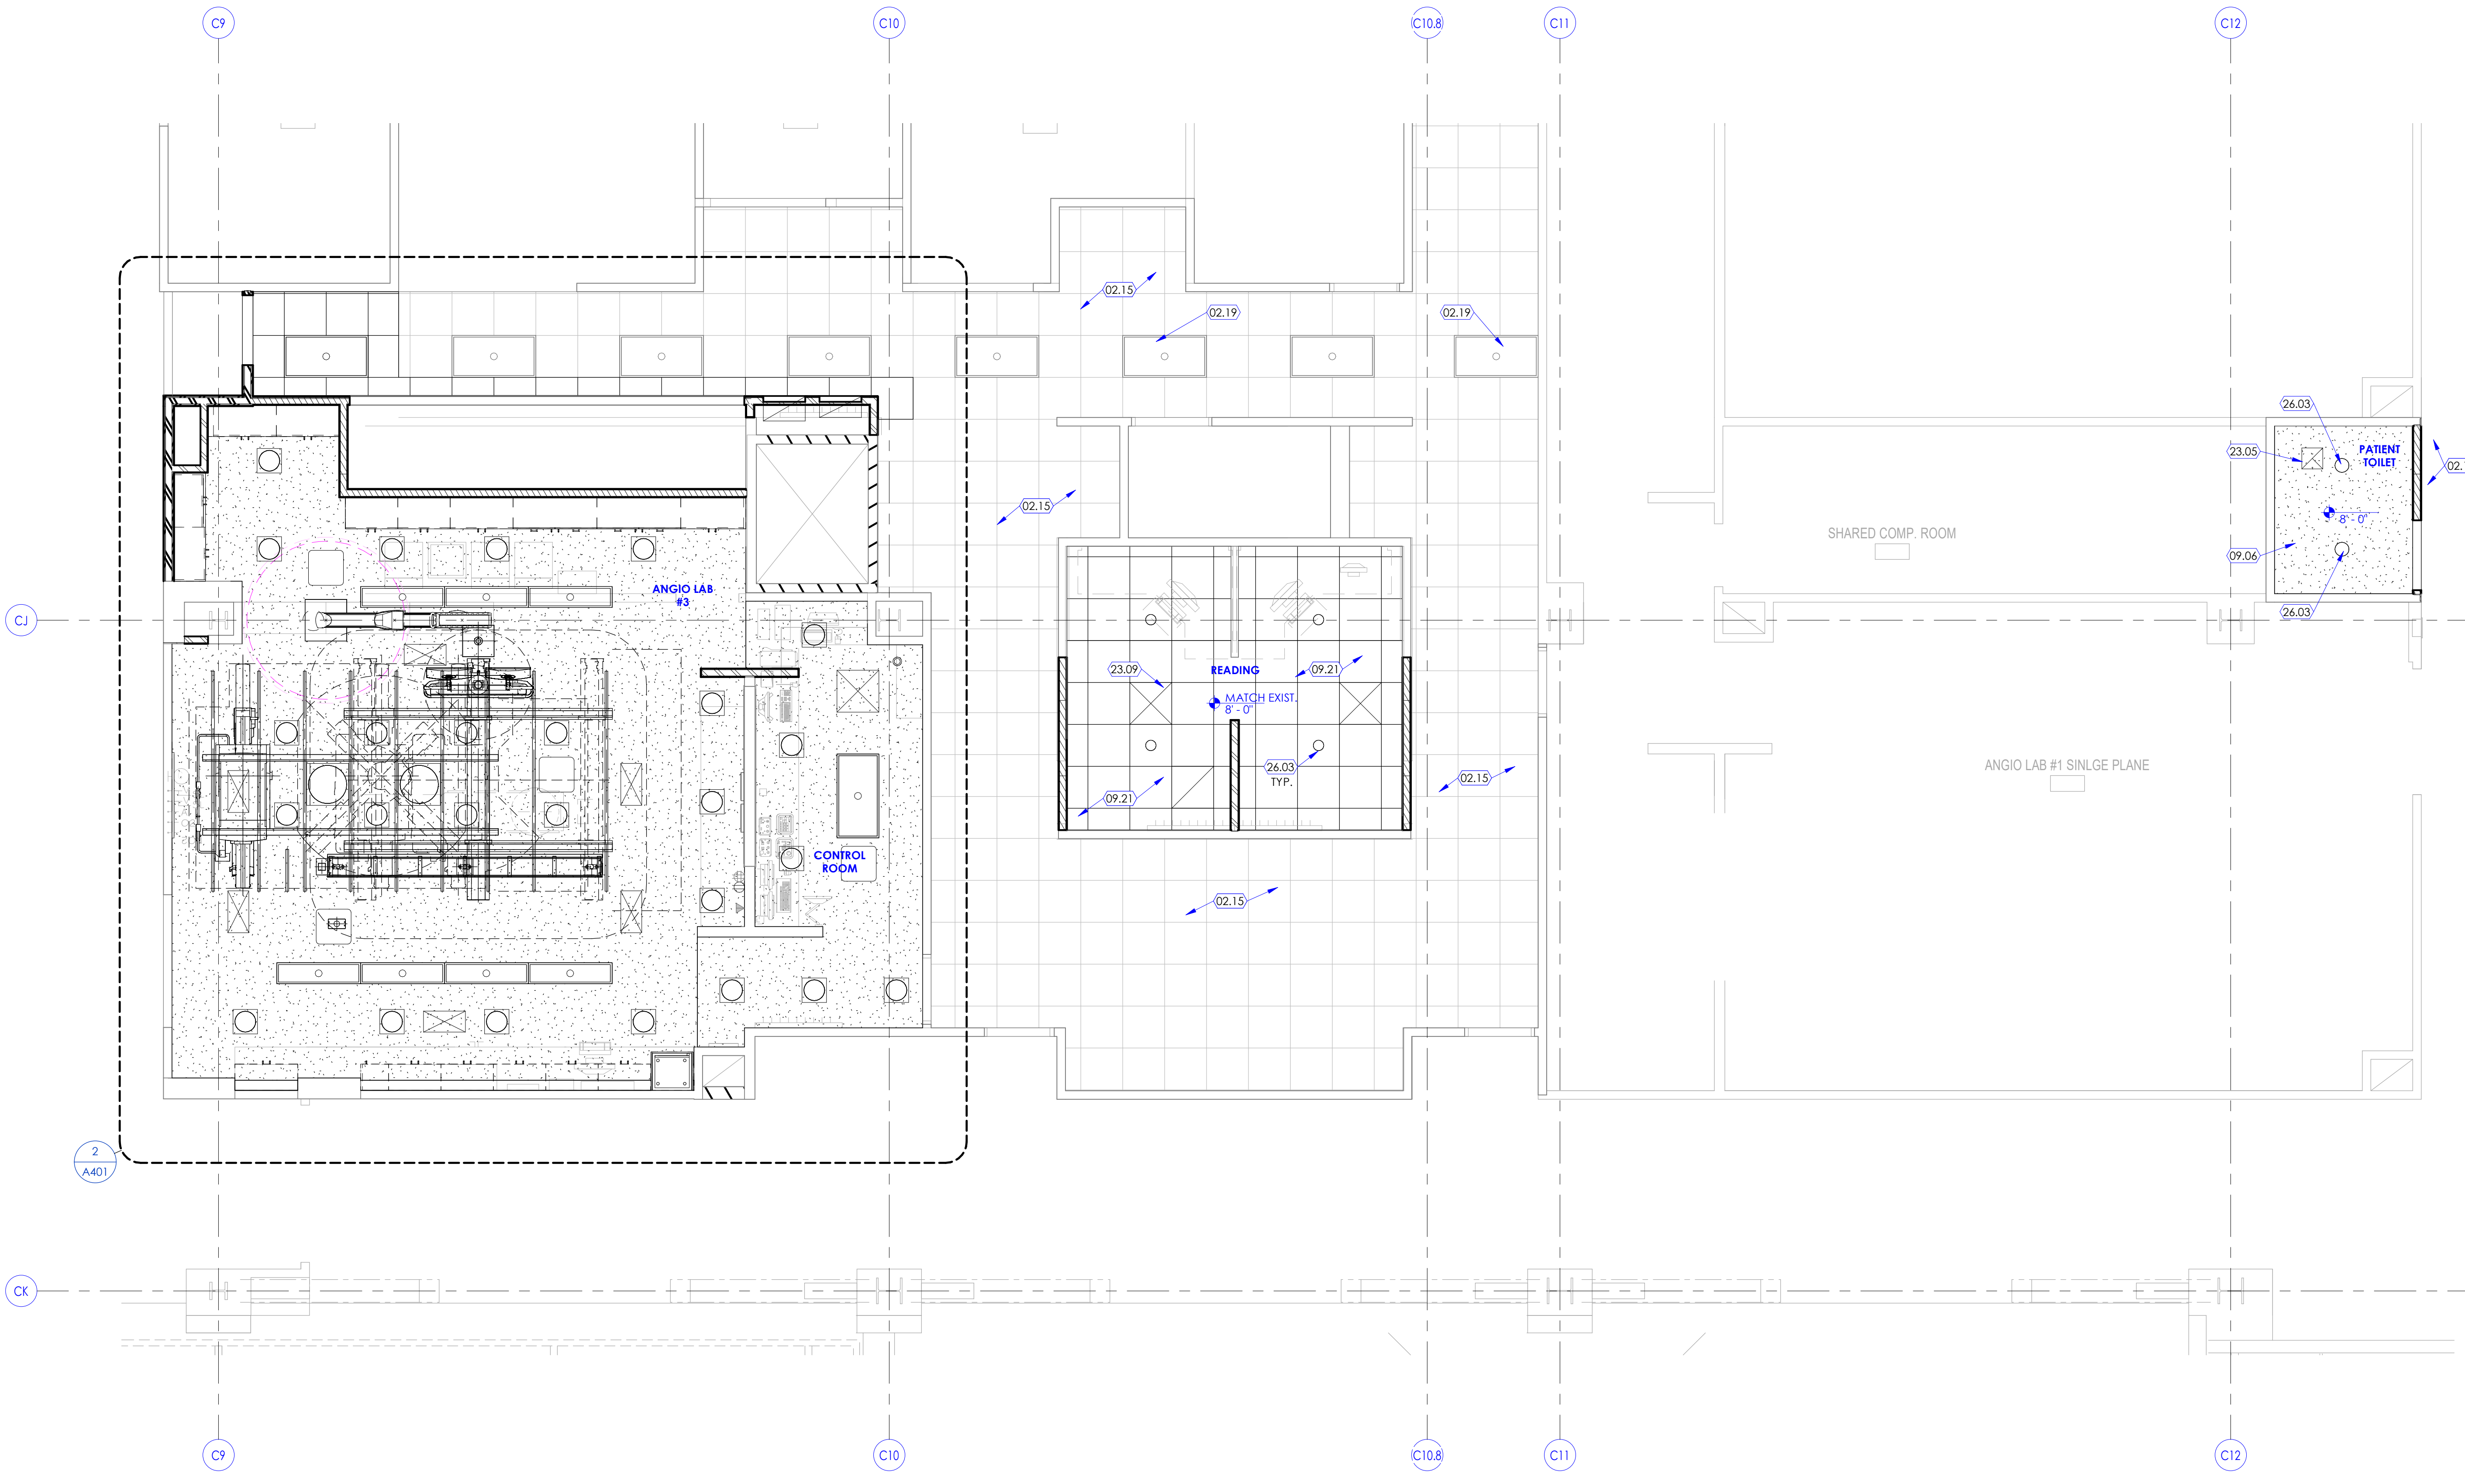 C9
C10
C10.8
C11
C12
02.15
02.19
02.19
26.03
23.05
PATIENT
TOILET
8' - 0"
09.06
26.03
02.15
SHARED COMP. ROOM
ANGIO LAB
#3
CJ
23.09
READING
09.21
MATCH EXIST.
8' - 0"
26.03
TYP.
09.21
02.15
ANGIO LAB #1 SINLGE PLANE
CONTROL
ROOM
02.15
2
A401
CK
C9
C10
C10.8
C11
C12